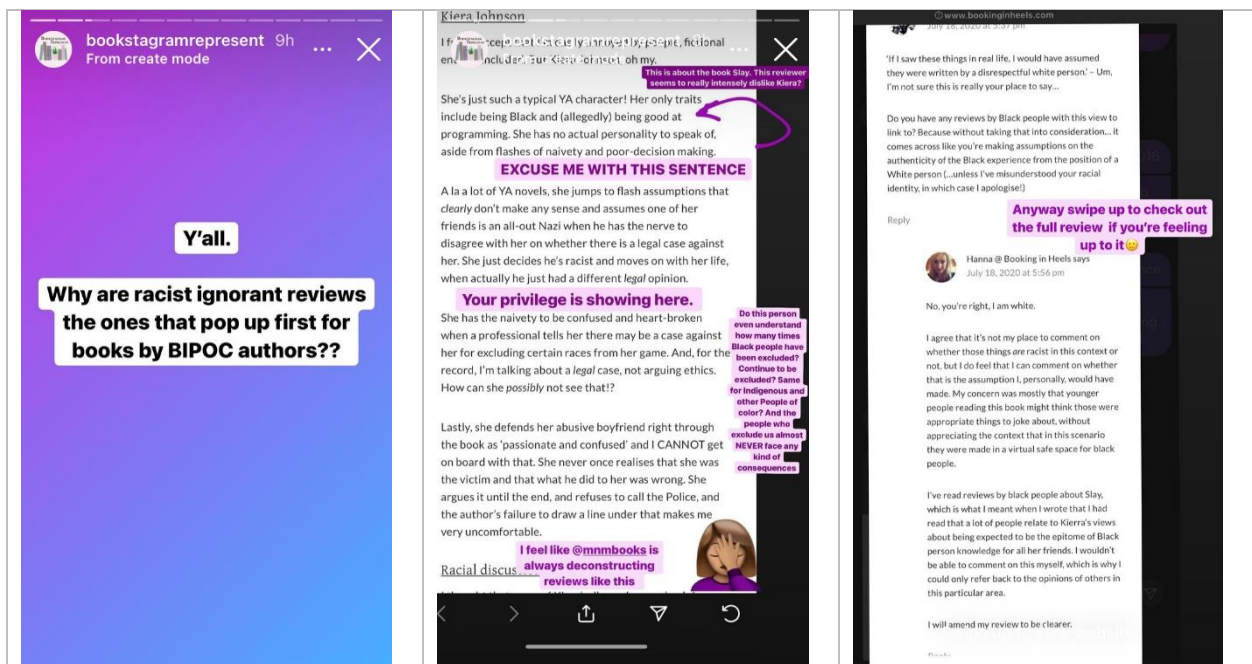 bookstagramrepresent 9h
From create mode
Y'all.
Why are racist ignorant reviews
the ones that pop up first for
books by BIPOC authors??
Kiera Johnson
bookstagramrepresent
fictional
oh my.
This is about the book Slay. This reviewer
seems to really intensely dislike Kiera?
She's just such a typical YA character! Her only traits
include being Black and (allegedly) being good at
programming. She has no actual personality to speak of,
aside from flashes of naivety and poor-decision making.
EXCUSE ME WITH THIS SENTENCE
A la a lot of YA novels, she jumps to flash assumptions that
clearly don't make any sense and assumes one of her
friends is an all-out Nazi when he has the nerve to
disagree with her on whether there is a legal case against
her. She just decides he's racist and moves on with her life,
when actually he just had a different legal opinion.
Your privilege is showing here.
She has the naivety to be confused and heart-broken
when a professional tells her there may be a case against
her for excluding certain races from her game. And, for the
record, I'm talking about a legal case, not arguing ethics.
How can she possibly not see that!?
Do this person
even understand
how many times
Black people have
been excluded?
Continue to be
excluded? Same
for Indigenous and
other People of
color? And the
people who
exclude us almost
NEVER face any
kind of
consequences
Lastly, she defends her abusive boyfriend right through
the book as 'passionate and confused' and I CANNOT get
on board with that. She never once realises that she was
the victim and that what he did to her was wrong. She
argues it until the end, and refuses to call the Police, and
the author's failure to draw a line under that makes me
very uncomfortable.
I feel like @mnmbooks is
always deconstructing
reviews like this
Racial
www.bookinginheels.com
'If I saw these things in real life, I would have assumed
they were written by a disrespectful white person.' – Um,
I'm not sure this is really your place to say...
Do you have any reviews by Black people with this view to
link to? Because without taking that into consideration... it
comes across like you're making assumptions on the
authenticity of the Black experience from the position of a
White person (...unless I've misunderstood your racial
identity, in which case I apologise!)
Reply
Anyway swipe up to check out
the full review if you're feeling
up to it🙂
Hanna @ Booking in Heels says
July 18, 2020 at 5:56 pm
No, you're right, I am white.
I agree that it's not my place to comment on
whether those things are racist in this context or
not, but I do feel that I can comment on whether
that is the assumption I, personally, would have
made. My concern was mostly that younger
people reading this book might think those were
appropriate things to joke about, without
appreciating the context that in this scenario
they were made in a virtual safe space for black
people.
I've read reviews by black people about Slay,
which is what I meant when I wrote that I had
read that a lot of people relate to Kierra's views
about being expected to be the epitome of Black
person knowledge for all her friends. I wouldn't
be able to comment on this myself, which is why I
could only refer back to the opinions of others in
this particular area.
I will amend my review to be clearer.